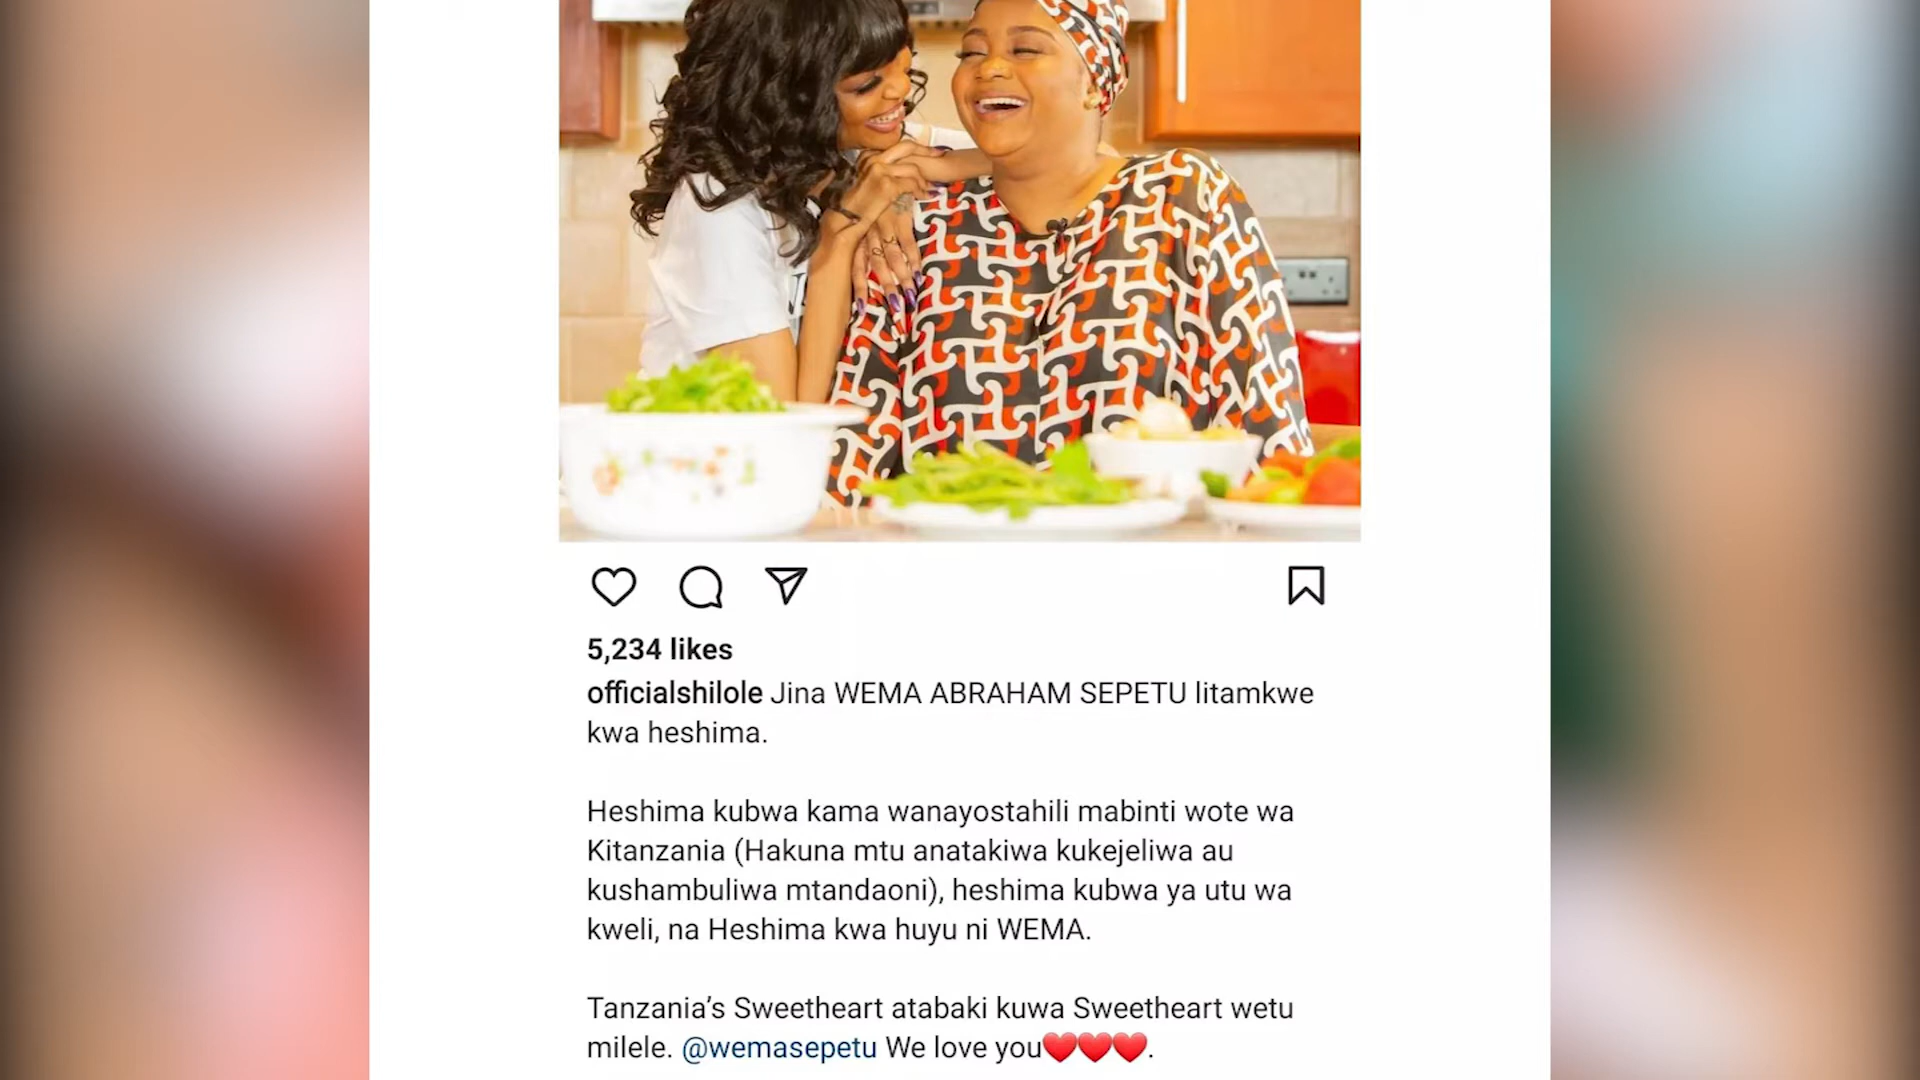 5,234 likes
officialshilole Jina WEMA ABRAHAM SEPETU litamkwe
kwa heshima.
Heshima kubwa kama wanayostahili mabinti wote wa
Kitanzania (Hakuna mtu anatakiwa kukejeliwa au
kushambuliwa mtandaoni), heshima kubwa ya utu wa
kweli, na Heshima kwa huyu ni WEMA.
Tanzania’s Sweetheart atabaki kuwa Sweetheart wetu
milele. @wemasepetu We love you❤️❤️❤️.